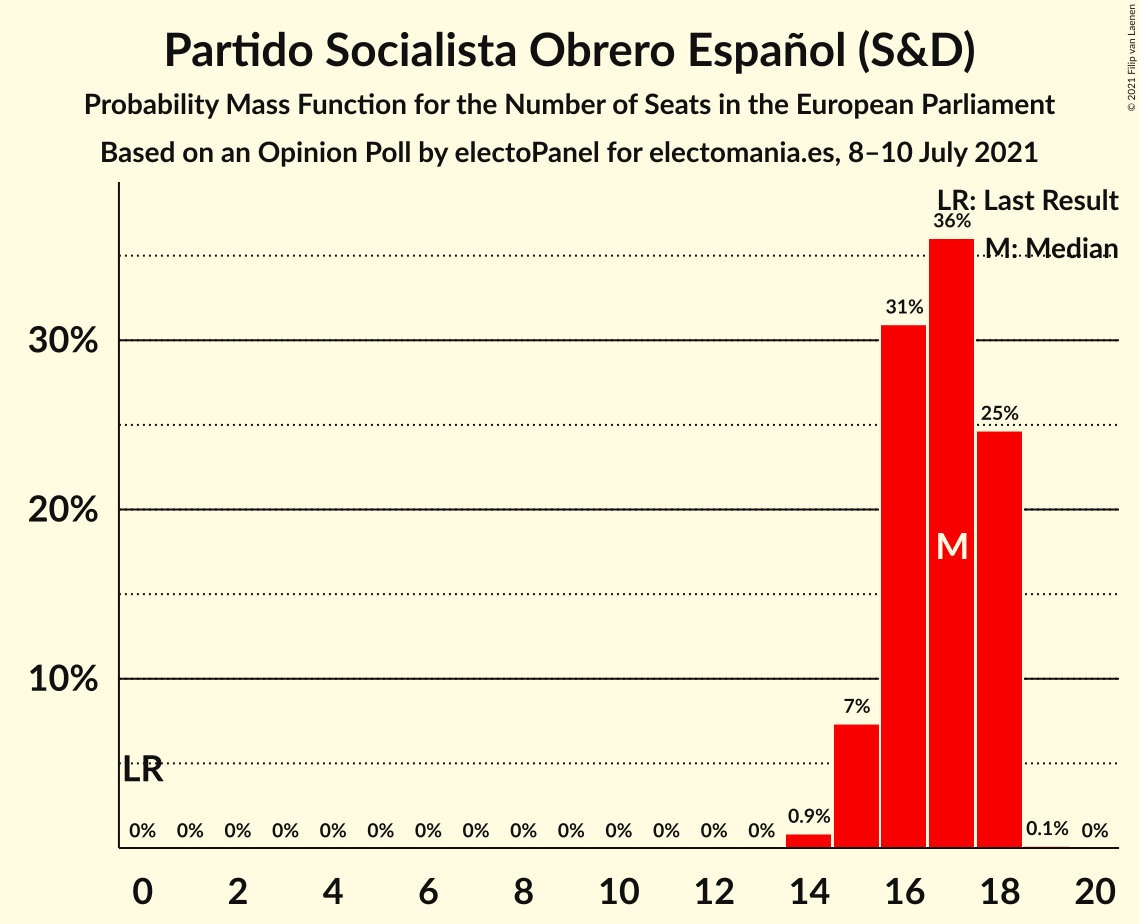 Partido Socialista Obrero Español (S&D)
Probability Mass Function for the Number of Seats in the European Parliament
Based on an Opinion Poll by electoPanel for electomania.es, 8–10 July 2021
© 2021 Filip van Laenen
LR: Last Result
M: Median
36%
31%
30%
25%
20%
M
10%
7%
LR
0% 0% 0% 0% 0% 0% 0% 0% 0% 0% 0% 0% 0% 0% 0.9% 0.1% 0%
0 2 4 6 8 10 12 14 16 18 20